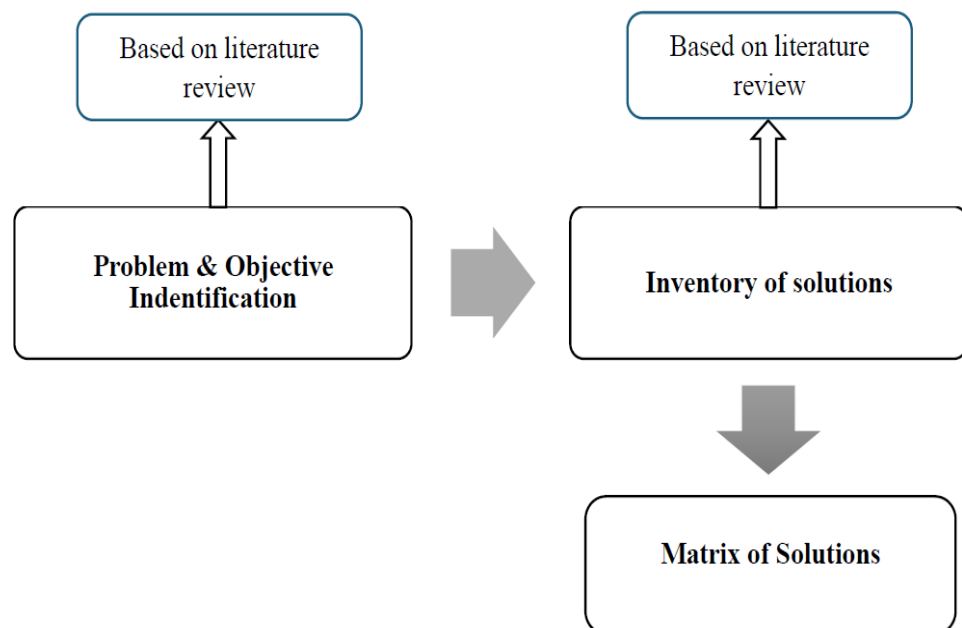 Based on literature
review
Based on literature
review
Problem & Objective
Indentification
Inventory of solutions
Matrix of Solutions